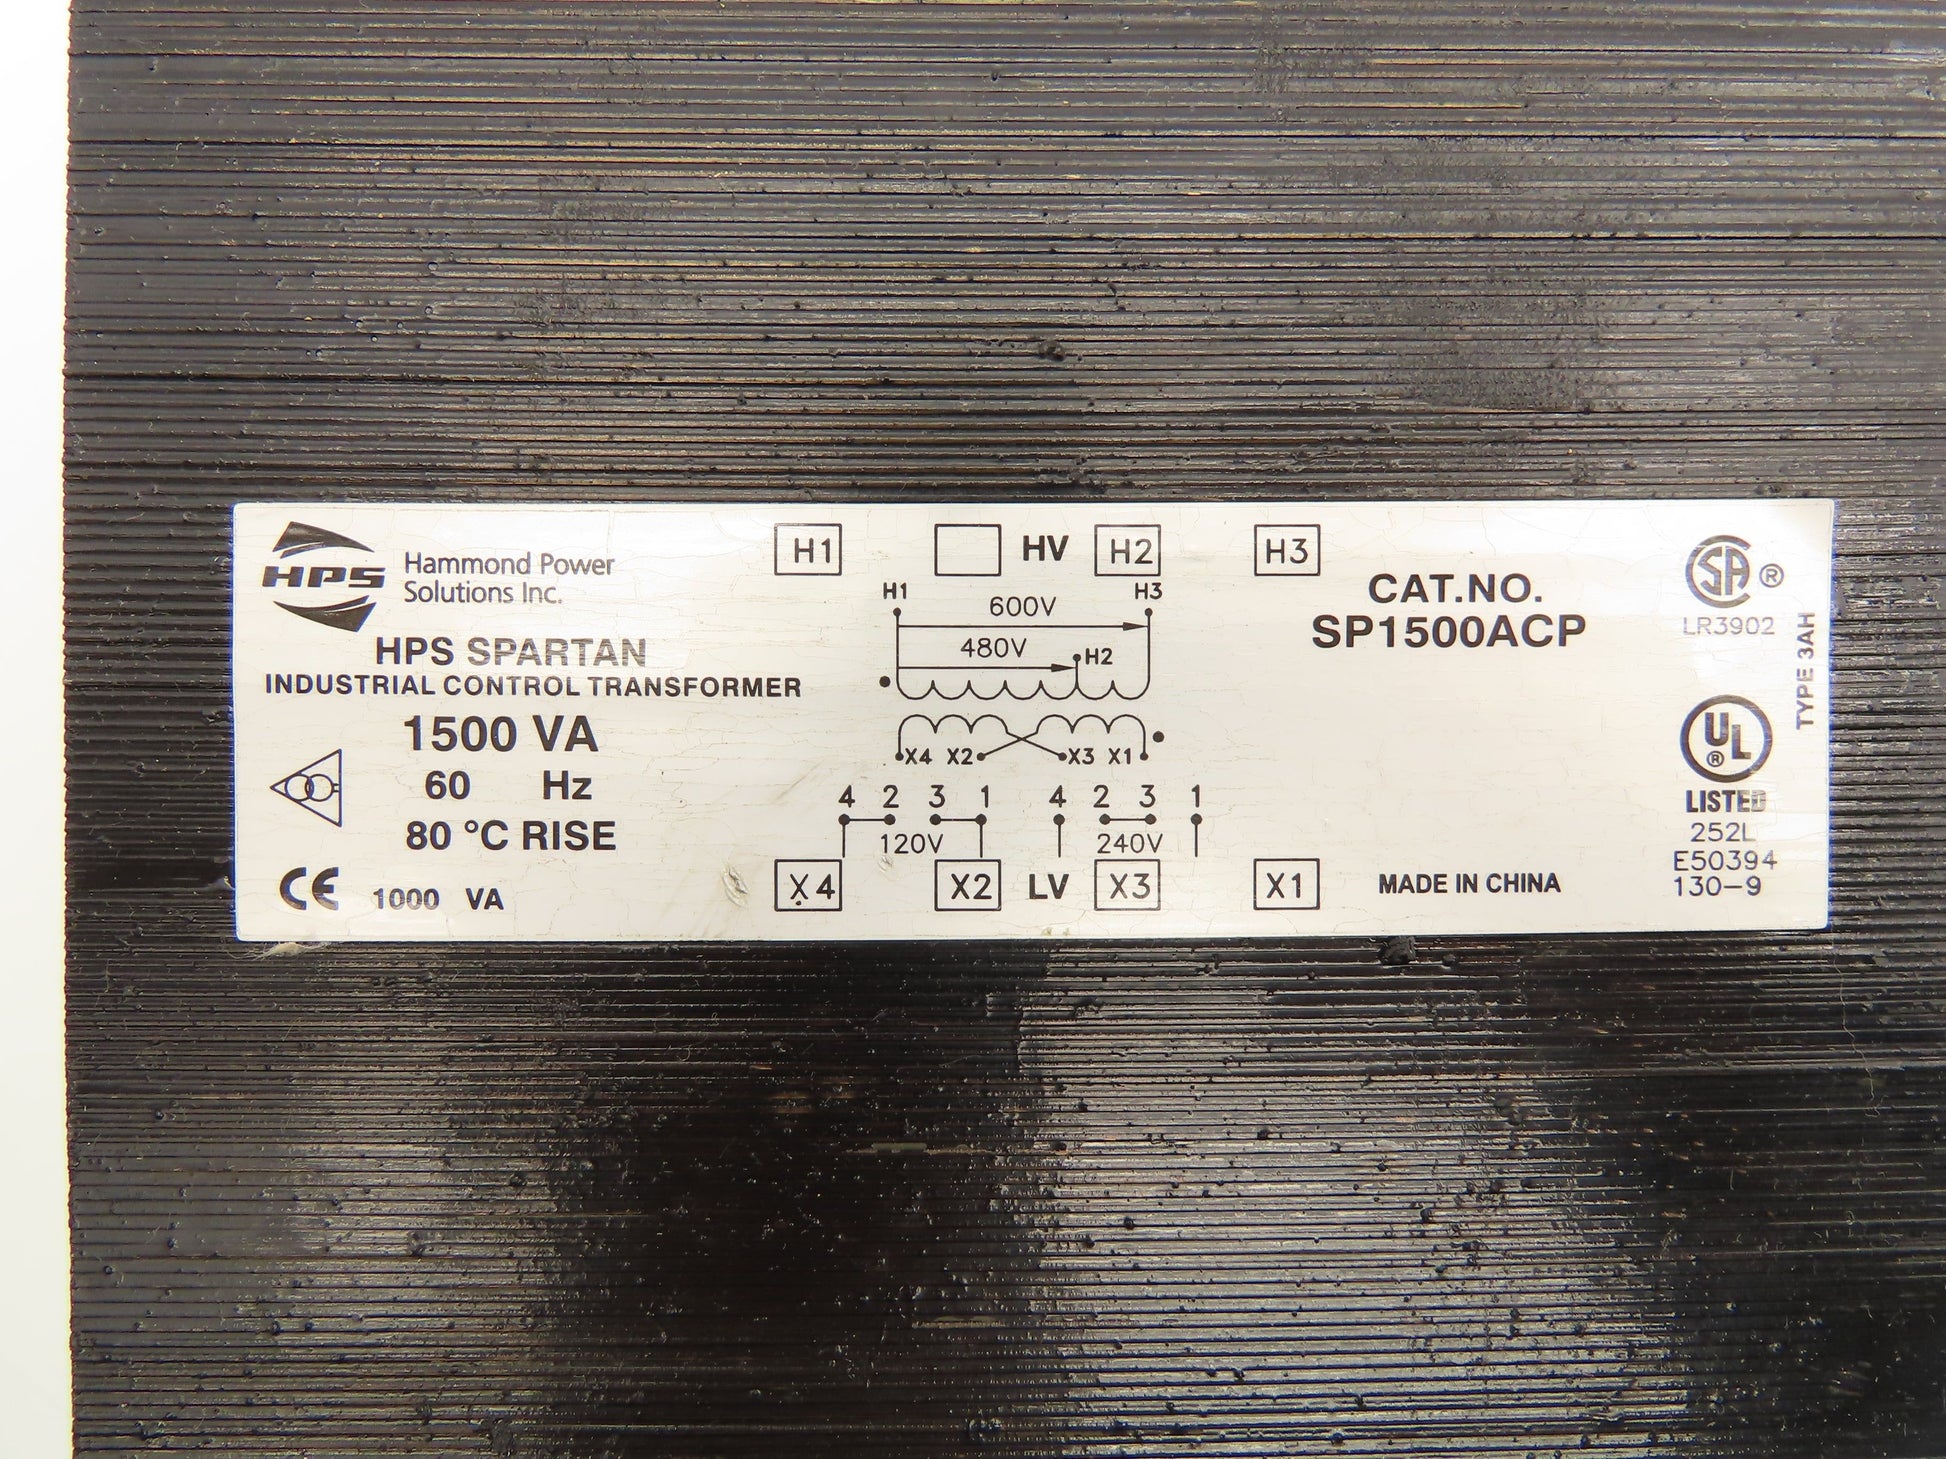 HPS
Hammond Power
Solutions Inc.
HPS SPARTAN
INDUSTRIAL CONTROL TRANSFORMER
1500 VA
60 Hz
80 °C RISE
CE 1000 VA
H1 HV H2 H3
H1 600V H3
480V H2
X4 X2 X3 X1
4 2 3 1 4 2 3 1
120V 240V
X4 X2 LV X3 X1
CAT.NO.
SP1500ACP
MADE IN CHINA
SA ®
LR3902
TYPE 3AH
UL ®
LISTED
252L
E50394
130-9